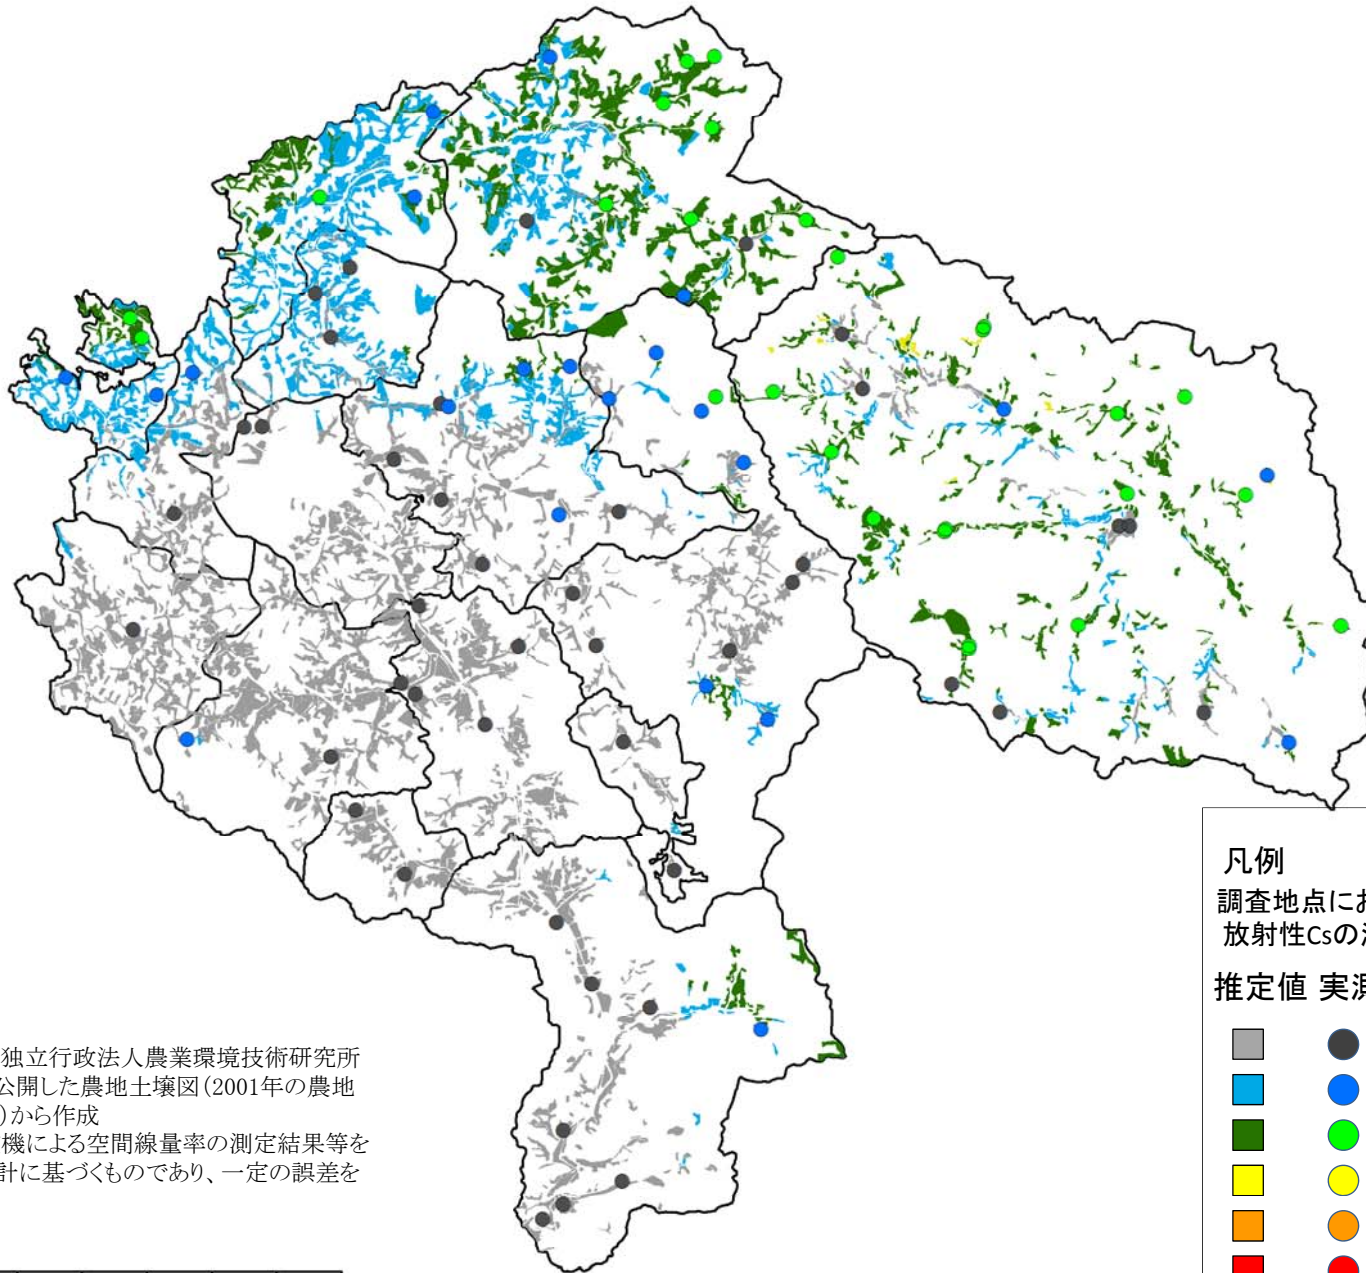 独立行政法人農業環境技術研究所
公開した農地土壌図(2001年の農地
)から作成
機による空間線量率の測定結果等を
計に基づくものであり、一定の誤差を
凡例
調査地点にお
放射性Csの
推定値 実測